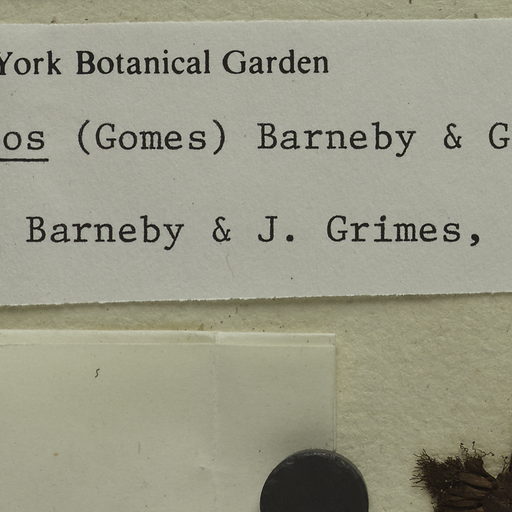 York Botanical Garden
os (Gomes) Barneby & G
Barneby & J. Grimes,